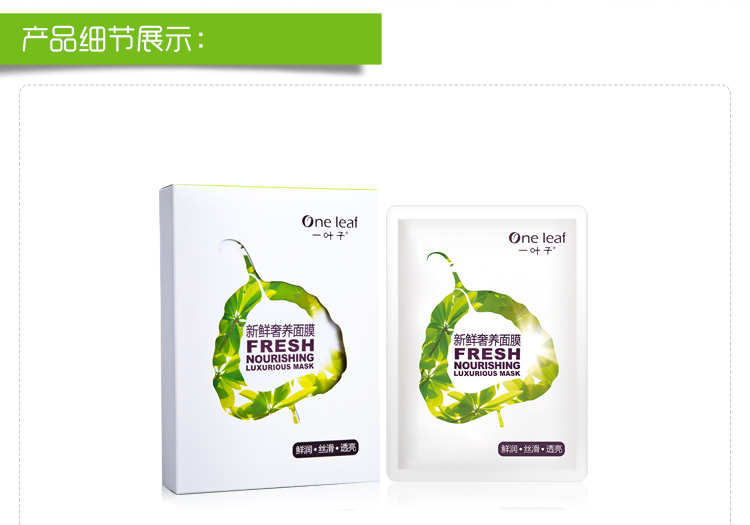 产品细节展示：
One leaf
一叶子®
新鲜奢养面膜
FRESH
NOURISHING
LUXURIOUS MASK
鲜润•丝滑•透亮
One leaf
一叶子®
新鲜奢养面膜
FRESH
NOURISHING
LUXURIOUS MASK
鲜润•丝滑•透亮